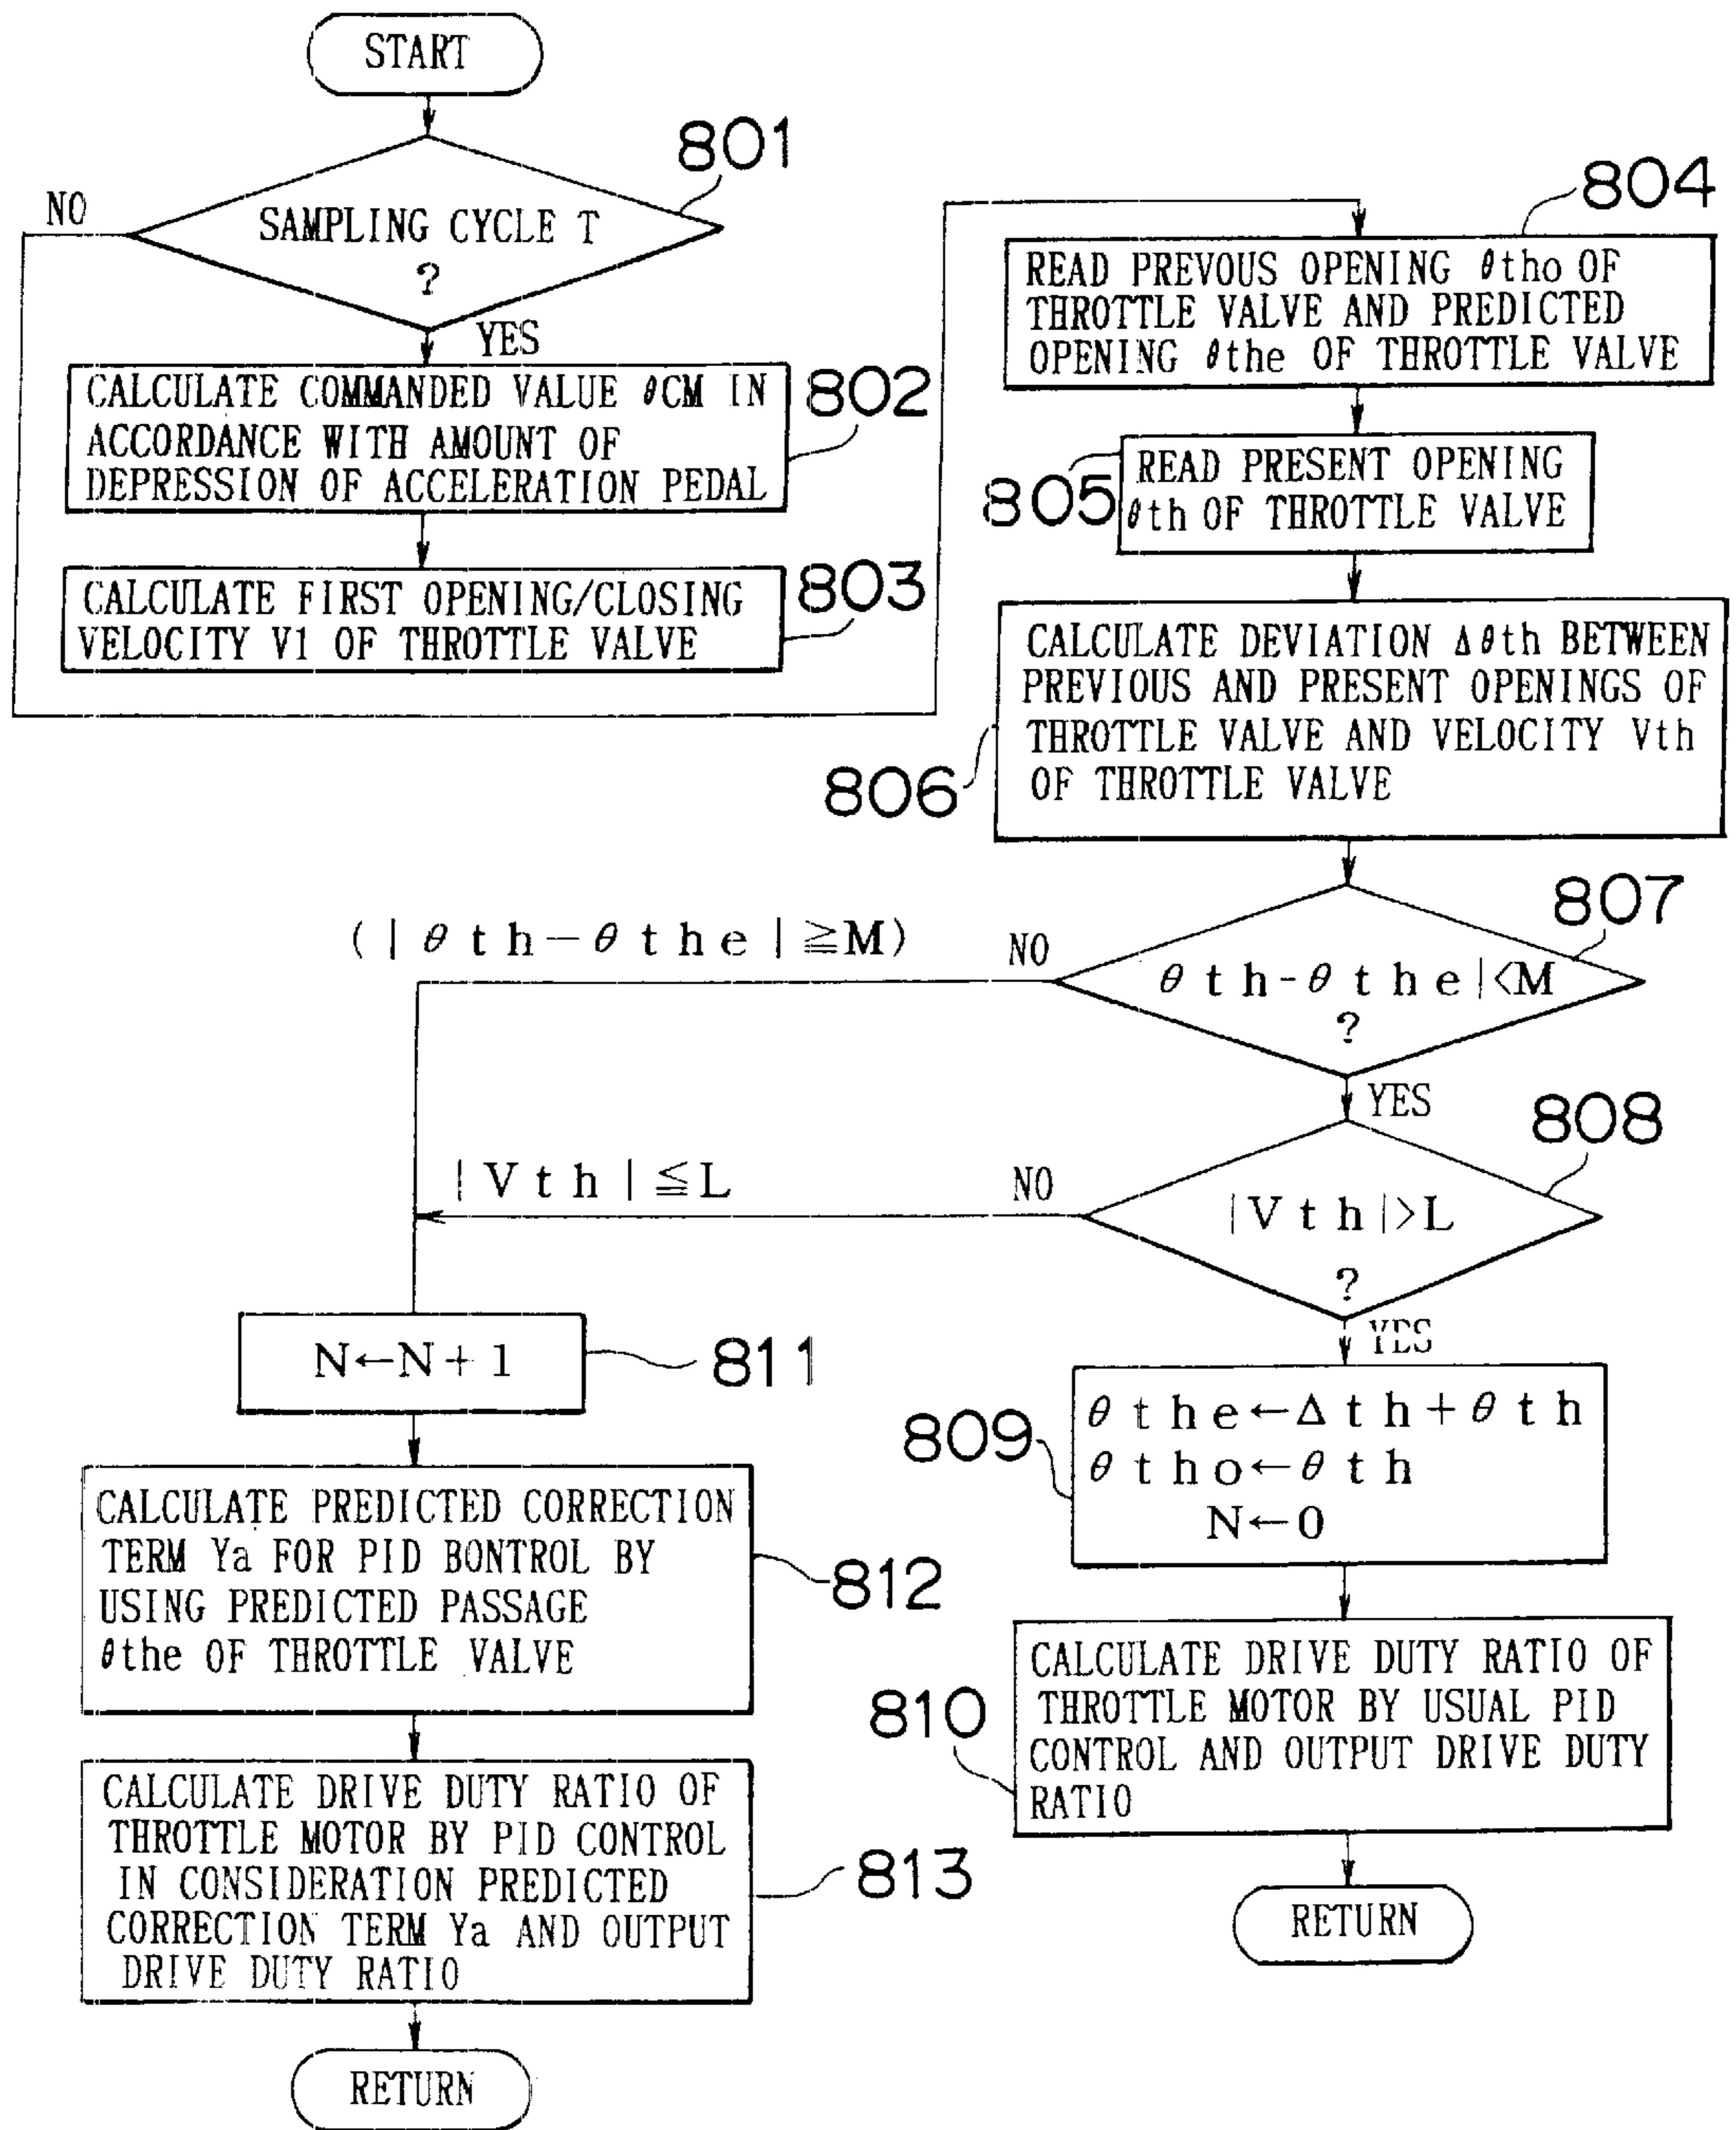 START
801
NO
SAMPLING CYCLE T
?
YES
CALCULATE COMMANDED VALUE θCM IN
ACCORDANCE WITH AMOUNT OF
DEPRESSION OF ACCELERATION PEDAL
802
CALCULATE FIRST OPENING/CLOSING
VELOCITY V1 OF THROTTLE VALVE
803
804
READ PREVOUS OPENING θtho OF
THROTTLE VALVE AND PREDICTED
OPENING θthe OF THROTTLE VALVE
805
READ PRESENT OPENING
θth OF THROTTLE VALVE
CALCULATE DEVIATION Δθth BETWEEN
PREVIOUS AND PRESENT OPENINGS OF
THROTTLE VALVE AND VELOCITY Vth
OF THROTTLE VALVE
806
807
(|θth−θthe|≧M)
NO
θth-θthe|<M
?
YES
808
|Vth|≦L
NO
|Vth|>L
?
YES
N←N+1
811
809
θthe←Δth+θth
θtho←θth
N←0
CALCULATE PREDICTED CORRECTION
TERM Ya FOR PID BONTROL BY
USING PREDICTED PASSAGE
θthe OF THROTTLE VALVE
812
810
CALCULATE DRIVE DUTY RATIO OF
THROTTLE MOTOR BY USUAL PID
CONTROL AND OUTPUT DRIVE DUTY
RATIO
CALCULATE DRIVE DUTY RATIO OF
THROTTLE MOTOR BY PID CONTROL
IN CONSIDERATION PREDICTED
CORRECTION TERM Ya AND OUTPUT
DRIVE DUTY RATIO
813
RETURN
RETURN